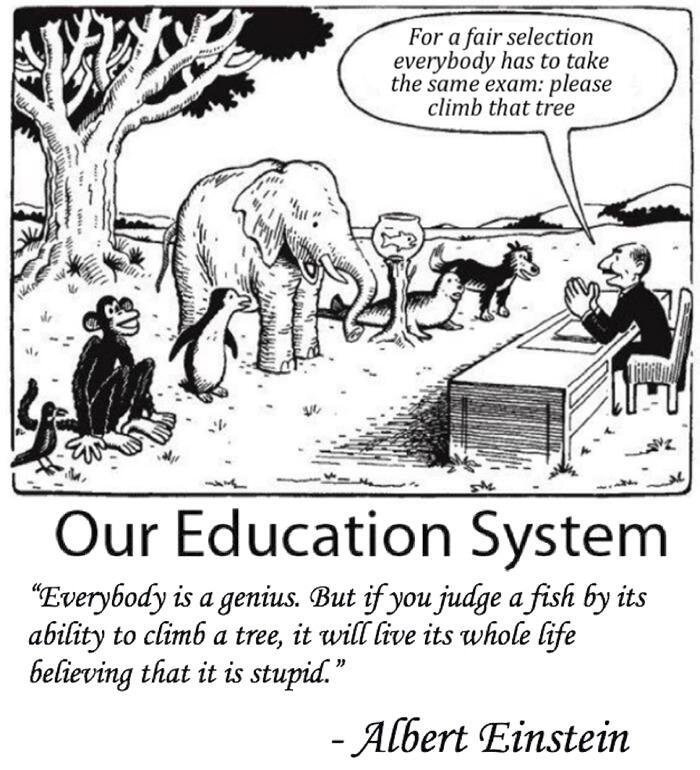 For a fair selection
everybody has to take
the same exam: please
climb that tree
Our Education System
“Everybody is a genius. But if you judge a fish by its
ability to climb a tree, it will live its whole life
believing that it is stupid.”
- Albert Einstein